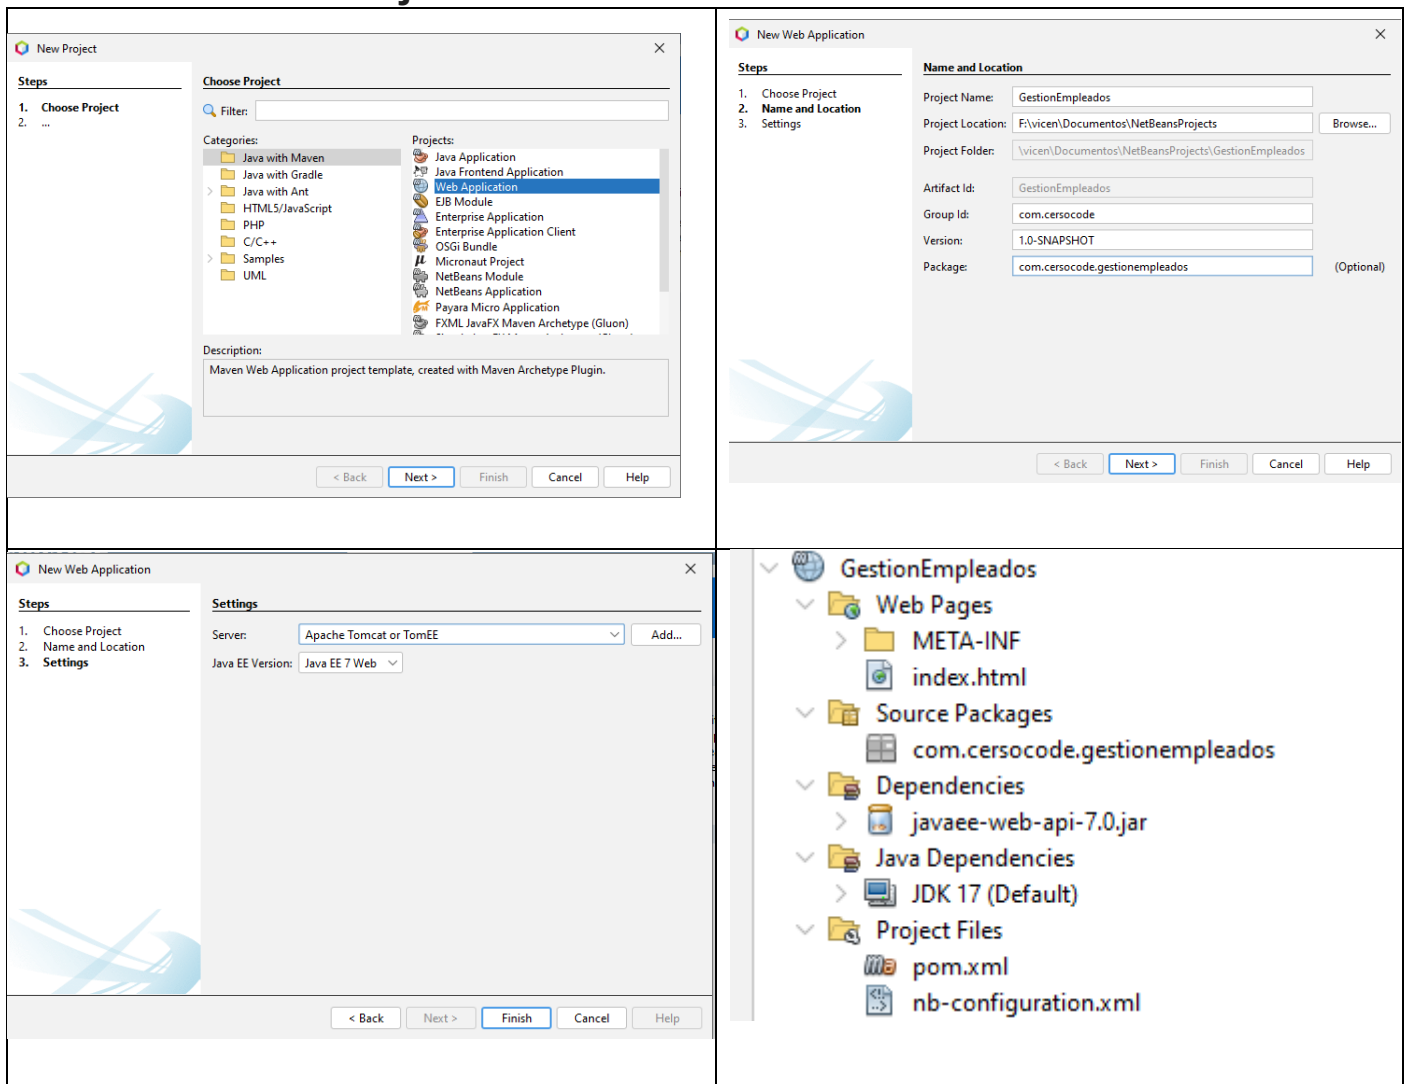 New Project
Steps
1. Choose Project
2. ...
Choose Project
Filter:
Categories:
Java with Maven
Java with Gradle
Java with Ant
HTML5/JavaScript
PHP
C/C++
Samples
UML
Projects:
Java Application
Java Frontend Application
Web Application
EJB Module
Enterprise Application
Enterprise Application Client
OSGi Bundle
Micronaut Project
NetBeans Module
NetBeans Application
Payara Micro Application
FXML JavaFX Maven Archetype (Gluon)
Description:
Maven Web Application project template, created with Maven Archetype Plugin.
< Back Next > Finish Cancel Help
New Web Application
Steps
1. Choose Project
2. Name and Location
3. Settings
Name and Location
Project Name: GestionEmpleados
Project Location: F:\vicen\Documentos\NetBeansProjects Browse...
Project Folder: \vicen\Documentos\NetBeansProjects\GestionEmpleados
Artifact Id: GestionEmpleados
Group Id: com.cersocode
Version: 1.0-SNAPSHOT
Package: com.cersocode.gestionempleados (Optional)
< Back Next > Finish Cancel Help
New Web Application
Steps
1. Choose Project
2. Name and Location
3. Settings
Settings
Server: Apache Tomcat or TomEE Add...
Java EE Version: Java EE 7 Web
< Back Next > Finish Cancel Help
GestionEmpleados
Web Pages
META-INF
index.html
Source Packages
com.cersocode.gestionempleados
Dependencies
javaee-web-api-7.0.jar
Java Dependencies
JDK 17 (Default)
Project Files
pom.xml
nb-configuration.xml